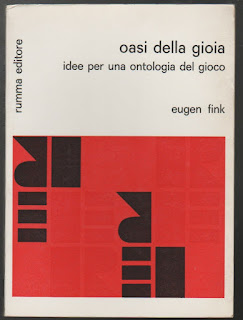 oasi della gioia
idee per una ontologia del gioco
eugen fink
rumma editore